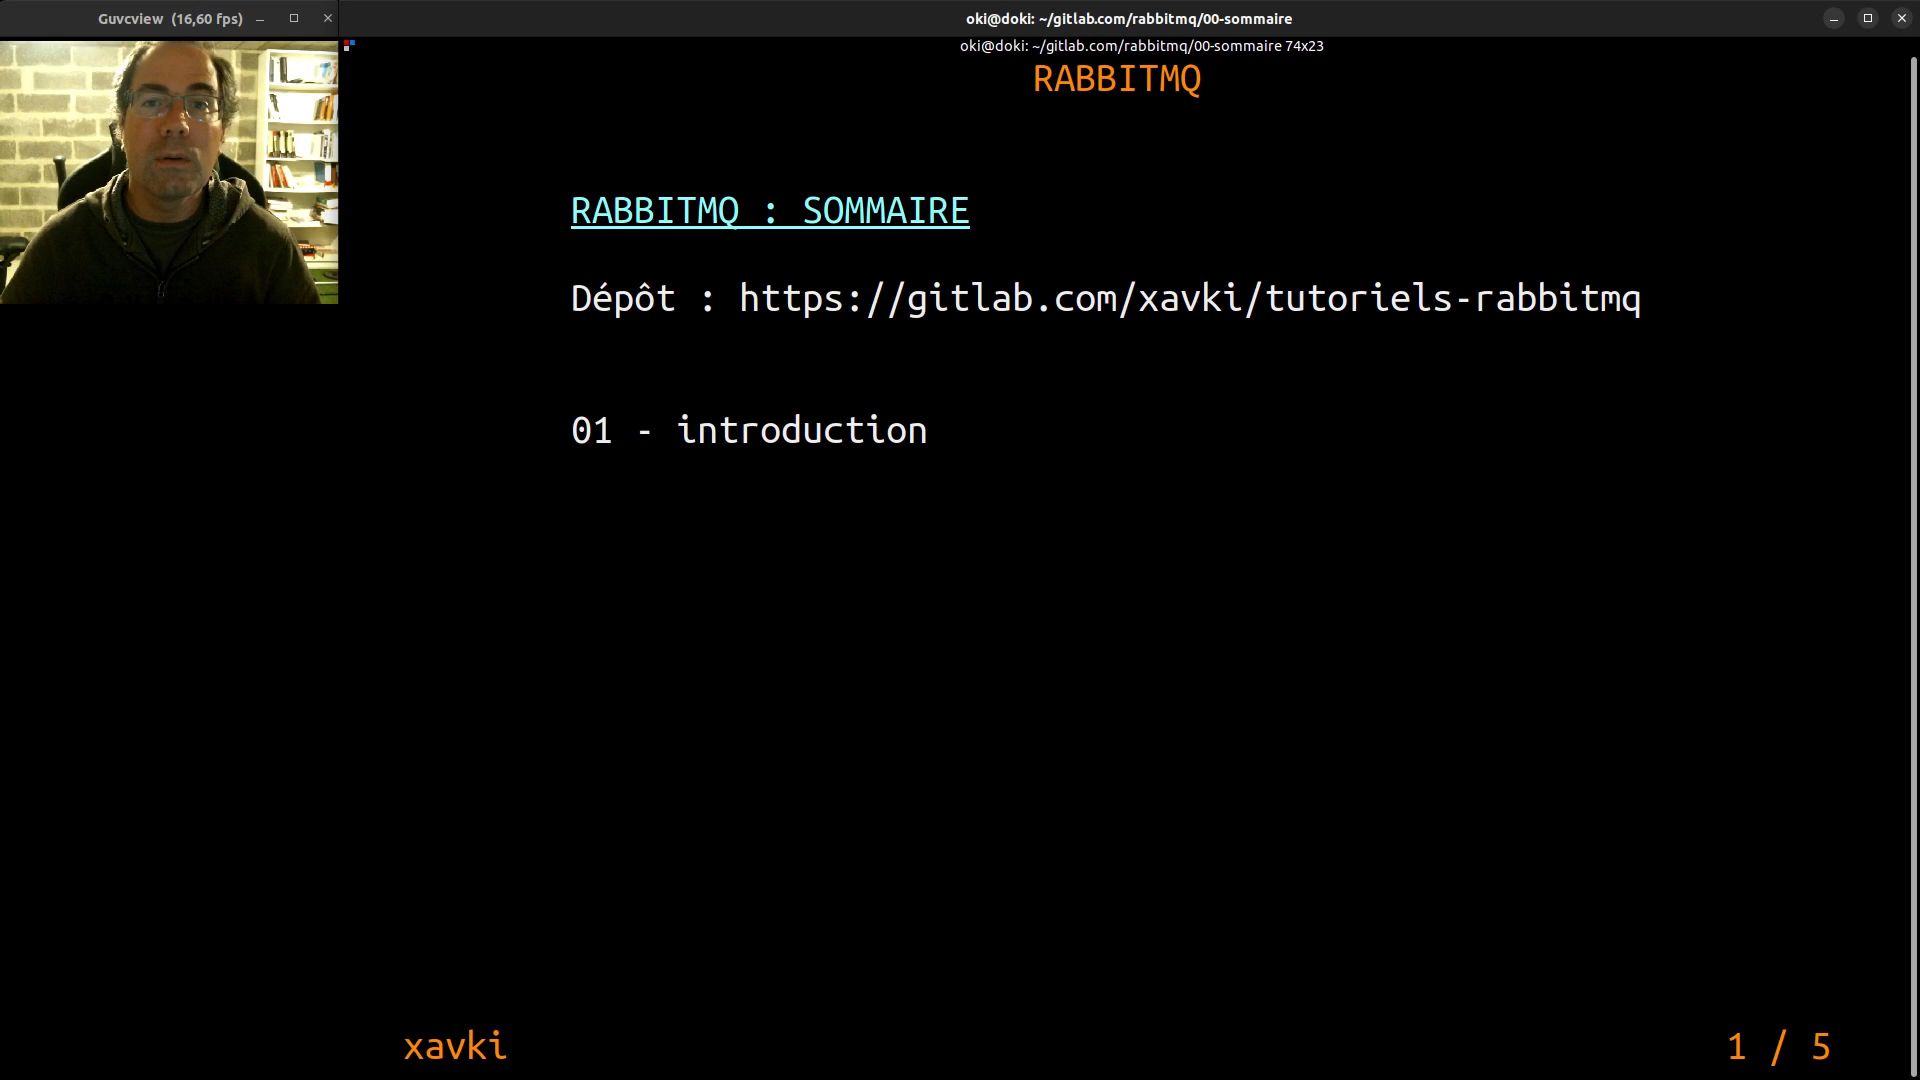 Guvcview (16,60 fps)
oki@doki: ~/gitlab.com/rabbitmq/00-sommaire
oki@doki: ~/gitlab.com/rabbitmq/00-sommaire 74x23
RABBITMQ
RABBITMQ : SOMMAIRE
Dépôt : https://gitlab.com/xavki/tutoriels-rabbitmq
01 - introduction
xavki
1 / 5